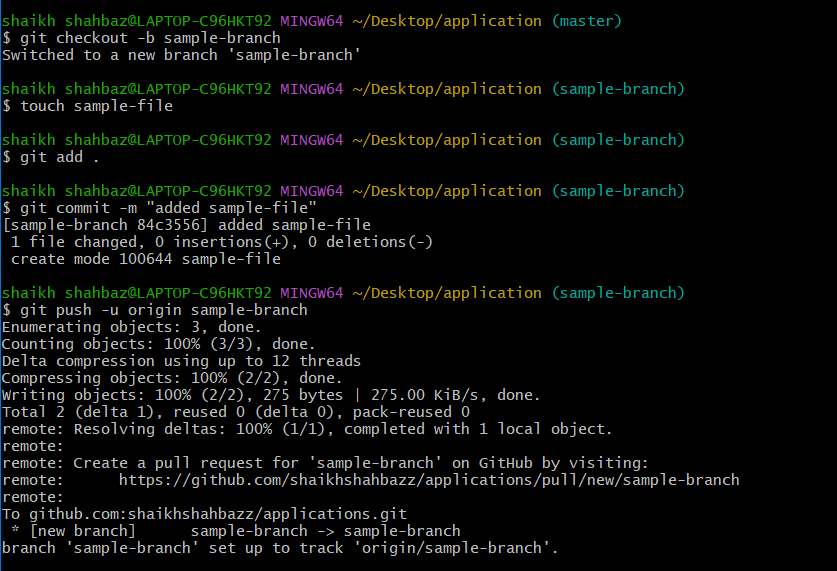 shaikh shahbaz@LAPTOP-C96HKT92 MINGW64 ~/Desktop/application (master)
$ git checkout -b sample-branch
Switched to a new branch 'sample-branch'
shaikh shahbaz@LAPTOP-C96HKT92 MINGW64 ~/Desktop/application (sample-branch)
$ touch sample-file
shaikh shahbaz@LAPTOP-C96HKT92 MINGW64 ~/Desktop/application (sample-branch)
$ git add .
shaikh shahbaz@LAPTOP-C96HKT92 MINGW64 ~/Desktop/application (sample-branch)
$ git commit -m "added sample-file"
[sample-branch 84c3556] added sample-file
 1 file changed, 0 insertions(+), 0 deletions(-)
 create mode 100644 sample-file
shaikh shahbaz@LAPTOP-C96HKT92 MINGW64 ~/Desktop/application (sample-branch)
$ git push -u origin sample-branch
Enumerating objects: 3, done.
Counting objects: 100% (3/3), done.
Delta compression using up to 12 threads
Compressing objects: 100% (2/2), done.
Writing objects: 100% (2/2), 275 bytes | 275.00 KiB/s, done.
Total 2 (delta 1), reused 0 (delta 0), pack-reused 0
remote: Resolving deltas: 100% (1/1), completed with 1 local object.
remote:
remote: Create a pull request for 'sample-branch' on GitHub by visiting:
remote:      https://github.com/shaikhshahbazz/applications/pull/new/sample-branch
remote:
To github.com:shaikhshahbazz/applications.git
 * [new branch]      sample-branch -> sample-branch
branch 'sample-branch' set up to track 'origin/sample-branch'.